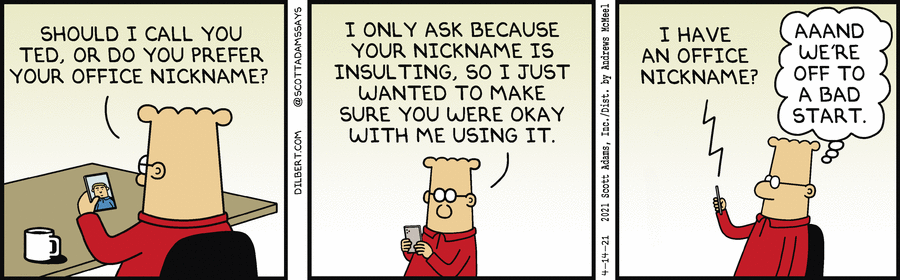 SHOULD I CALL YOU
TED, OR DO YOU PREFER
YOUR OFFICE NICKNAME?
DILBERT.COM @SCOTTADAMSSAYS
I ONLY ASK BECAUSE
YOUR NICKNAME IS
INSULTING, SO I JUST
WANTED TO MAKE
SURE YOU WERE OKAY
WITH ME USING IT.
4-14-21 2021 Scott Adams, Inc./Dist. by Andrews McMeel
I HAVE
AN OFFICE
NICKNAME?
AAAND
WE'RE
OFF TO
A BAD
START.